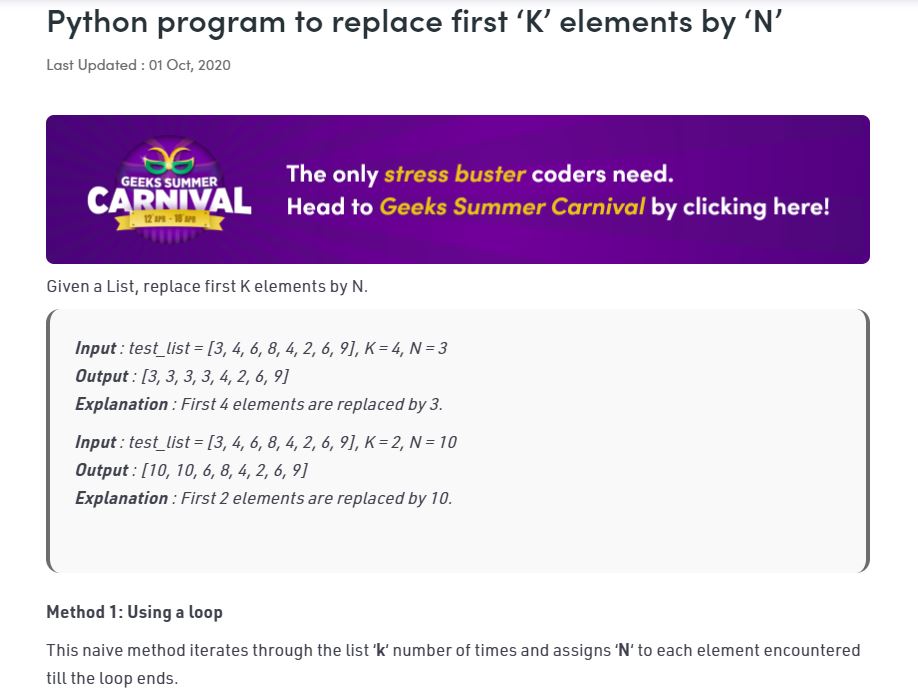 Python program to replace first ‘K’ elements by ‘N’
Last Updated : 01 Oct, 2020
GEEKS SUMMER
CARNIVAL
12 APR - 18 APR
The only stress buster coders need.
Head to Geeks Summer Carnival by clicking here!
Given a List, replace first K elements by N.
Input : test_list = [3, 4, 6, 8, 4, 2, 6, 9], K = 4, N = 3
Output : [3, 3, 3, 3, 4, 2, 6, 9]
Explanation : First 4 elements are replaced by 3.
Input : test_list = [3, 4, 6, 8, 4, 2, 6, 9], K = 2, N = 10
Output : [10, 10, 6, 8, 4, 2, 6, 9]
Explanation : First 2 elements are replaced by 10.
Method 1: Using a loop
This naive method iterates through the list ‘k‘ number of times and assigns ‘N‘ to each element encountered
till the loop ends.